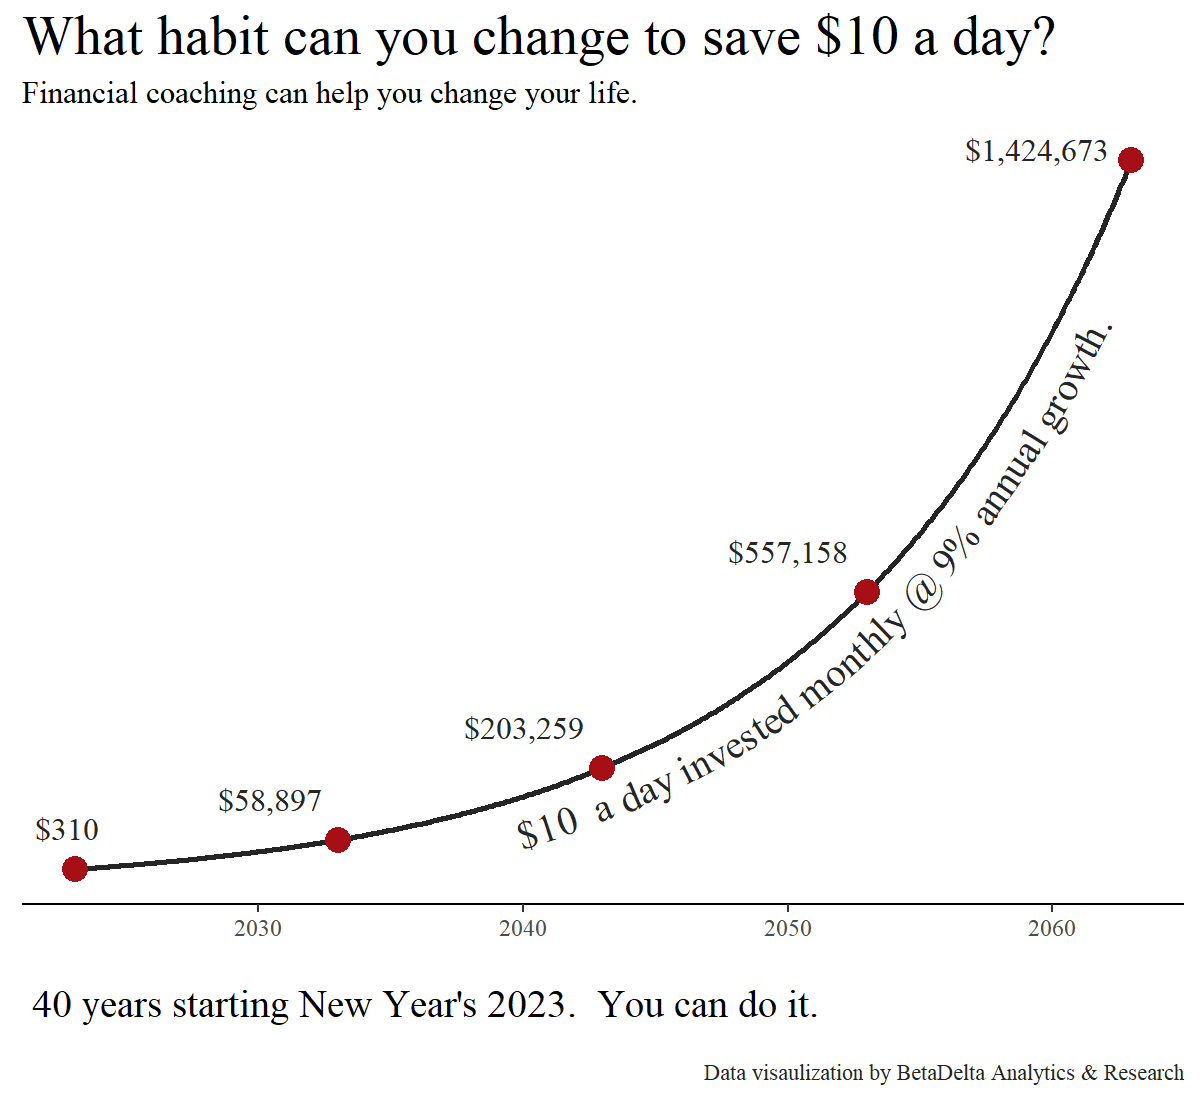 What habit can you change to save $10 a day?
Financial coaching can help you change your life.
$1,424,673
$557,158
$203,259
$58,897
$310
$10  a day invested monthly @ 9% annual growth.
2030 2040 2050 2060
40 years starting New Year's 2023.  You can do it.
Data visaulization by BetaDelta Analytics & Research